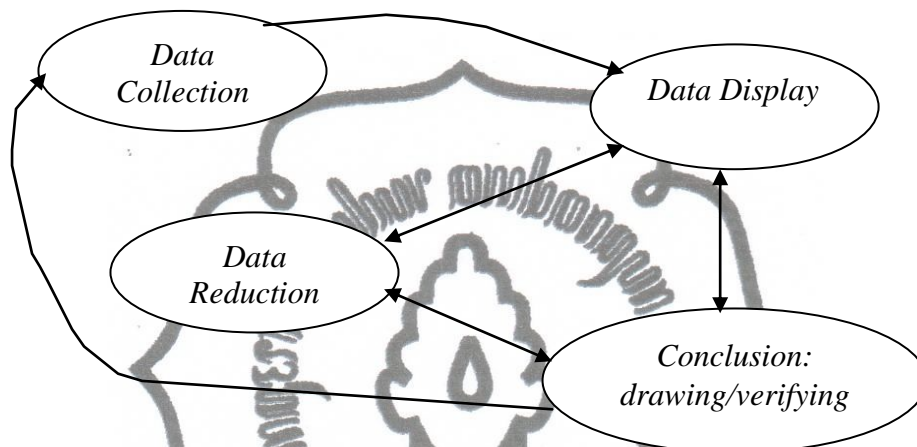 Data
Collection
Data Display
Data
Reduction
Conclusion:
drawing/verifying